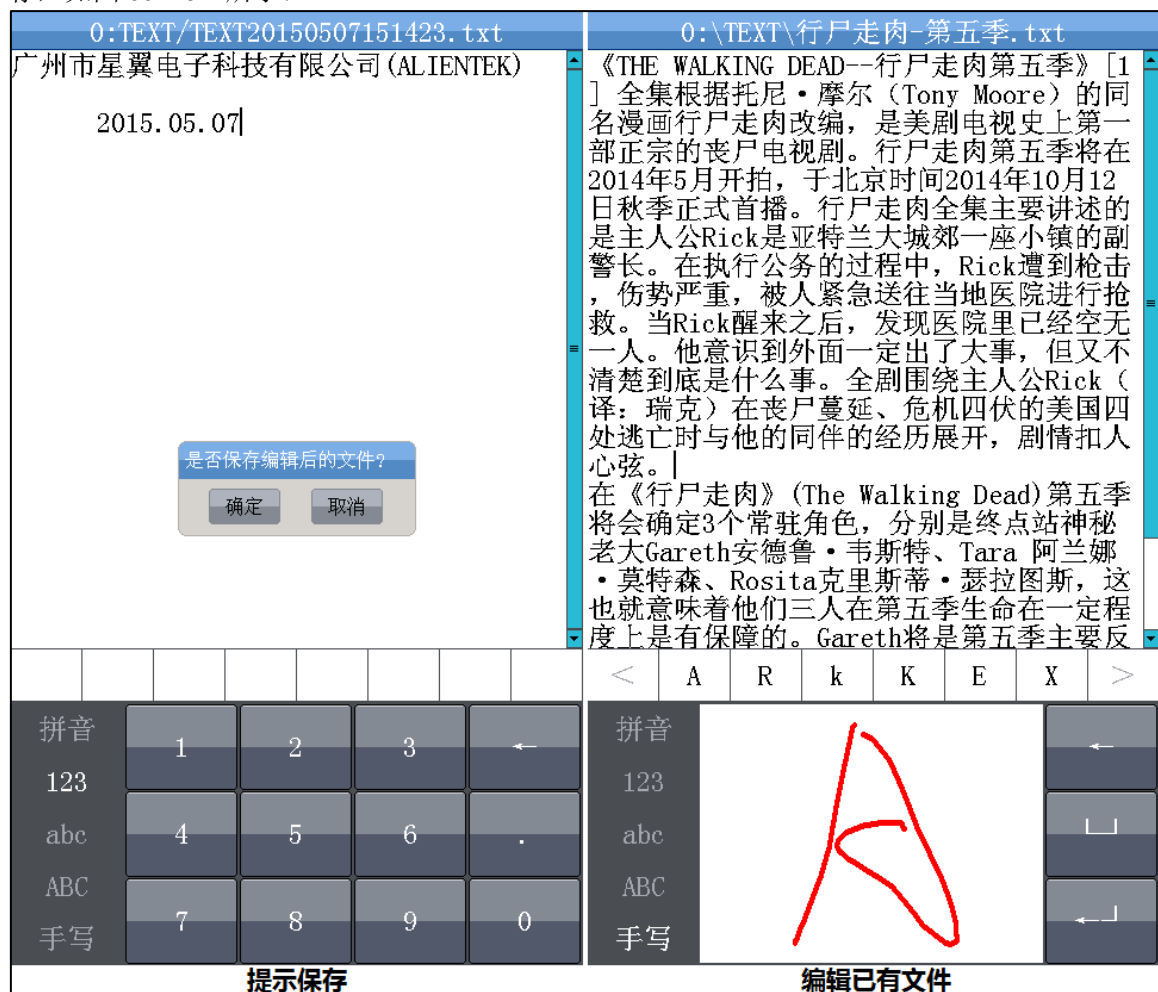 0:TEXT/TEXT20150507151423.txt
广州市星翼电子科技有限公司(ALIENTEK)
2015.05.07
是否保存编辑后的文件?
确定 取消
拼音
123
abc
ABC
手写
1 2 3 ←
4 5 6 .
7 8 9 0
提示保存
0:\TEXT\行尸走肉-第五季.txt
《THE WALKING DEAD--行尸走肉第五季》[1
] 全集根据托尼·摩尔（Tony Moore）的同
名漫画行尸走肉改编，是美剧电视史上第一
部正宗的丧尸电视剧。行尸走肉第五季将在
2014年5月开拍，于北京时间2014年10月12
日秋季正式首播。行尸走肉全集主要讲述的
是主人公Rick是亚特兰大城郊一座小镇的副
警长。在执行公务的过程中，Rick遭到枪击
，伤势严重，被人紧急送往当地医院进行抢
救。当Rick醒来之后，发现医院里已经空无
一人。他意识到外面一定出了大事，但又不
清楚到底是什么事。全剧围绕主人公Rick（
译：瑞克）在丧尸蔓延、危机四伏的美国四
处逃亡时与他的同伴的经历展开，剧情扣人
心弦。
在《行尸走肉》(The Walking Dead)第五季
将会确定3个常驻角色，分别是终点站神秘
老大Gareth安德鲁·韦斯特、Tara 阿兰娜
·莫特森、Rosita克里斯蒂·瑟拉图斯，这
也就意味着他们三人在第五季生命在一定程
度上是有保障的。Gareth将是第五季主要反
< A R k K E X >
拼音
123
abc
ABC
手写
A
←
编辑已有文件